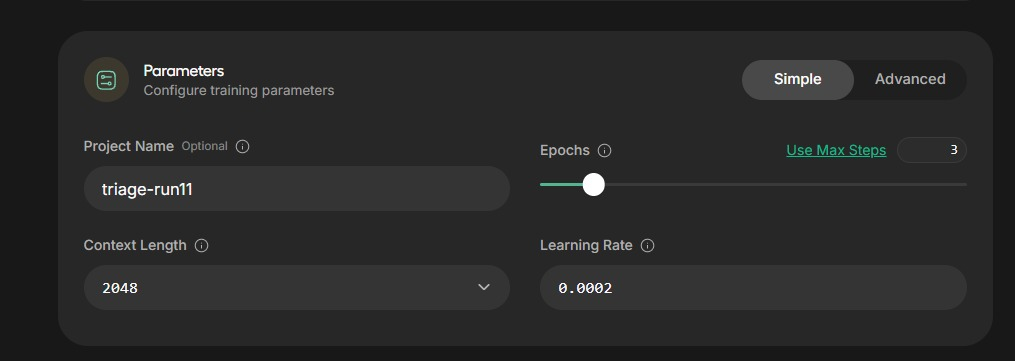 Parameters
Configure training parameters
Simple
Advanced
Project Name Optional
triage-run11
Epochs
Use Max Steps
3
Context Length
2048
Learning Rate
0.0002